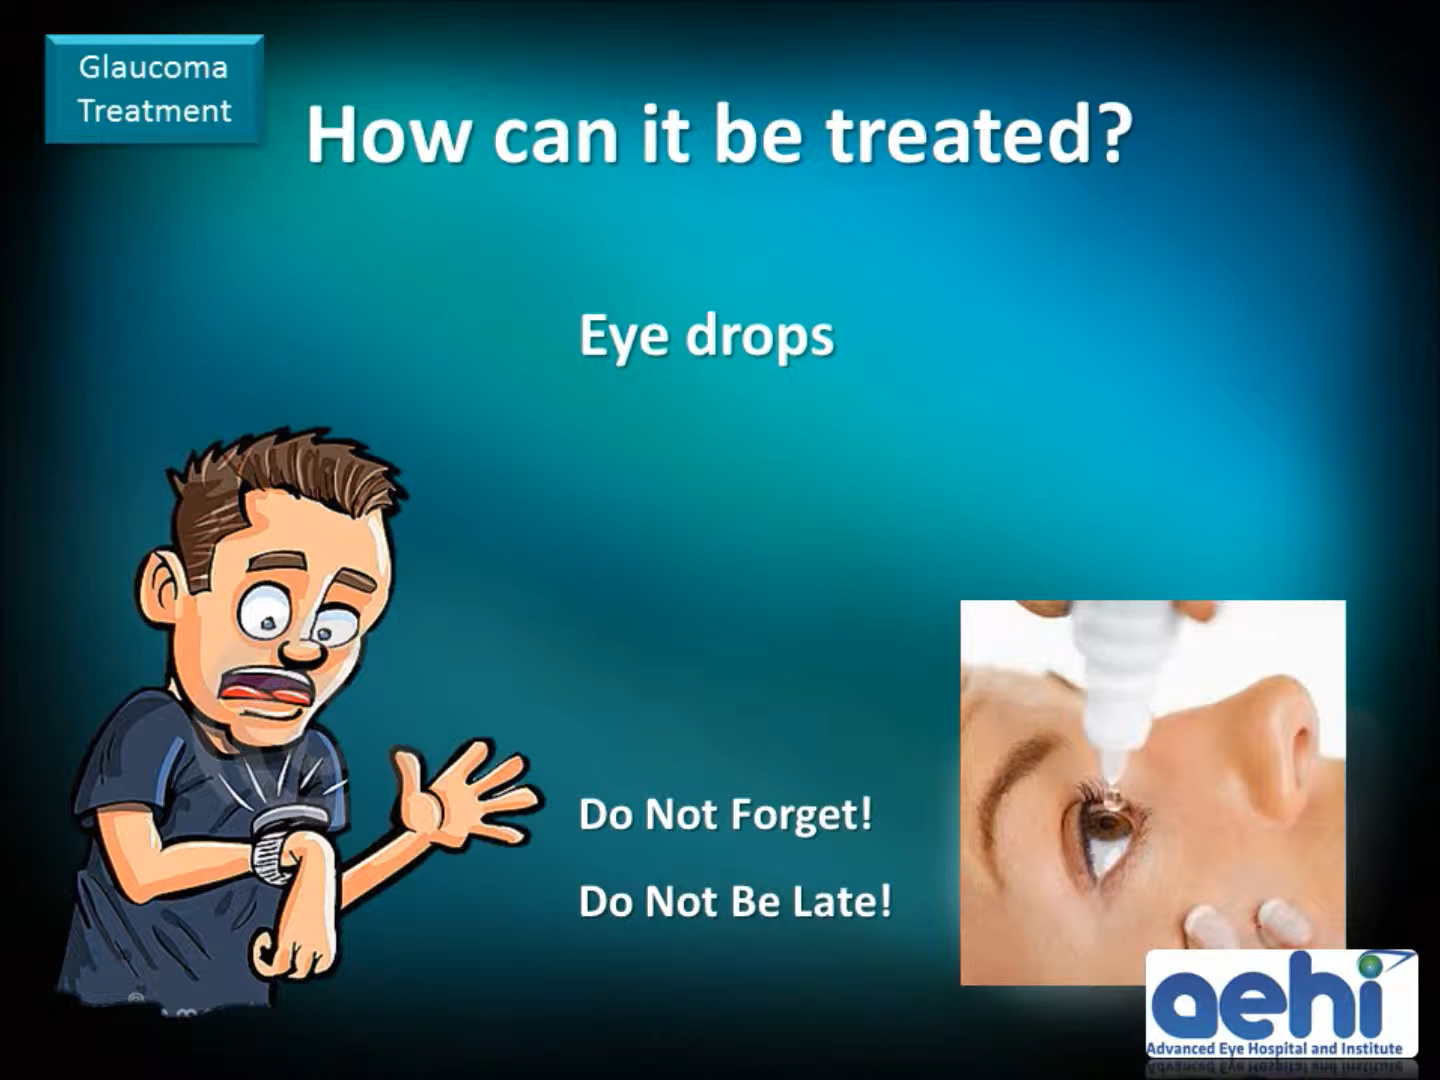 Glaucoma
Treatment
How can it be treated?
Eye drops
Do Not Forget!
Do Not Be Late!
aehi
Advanced Eye Hospital and Institute